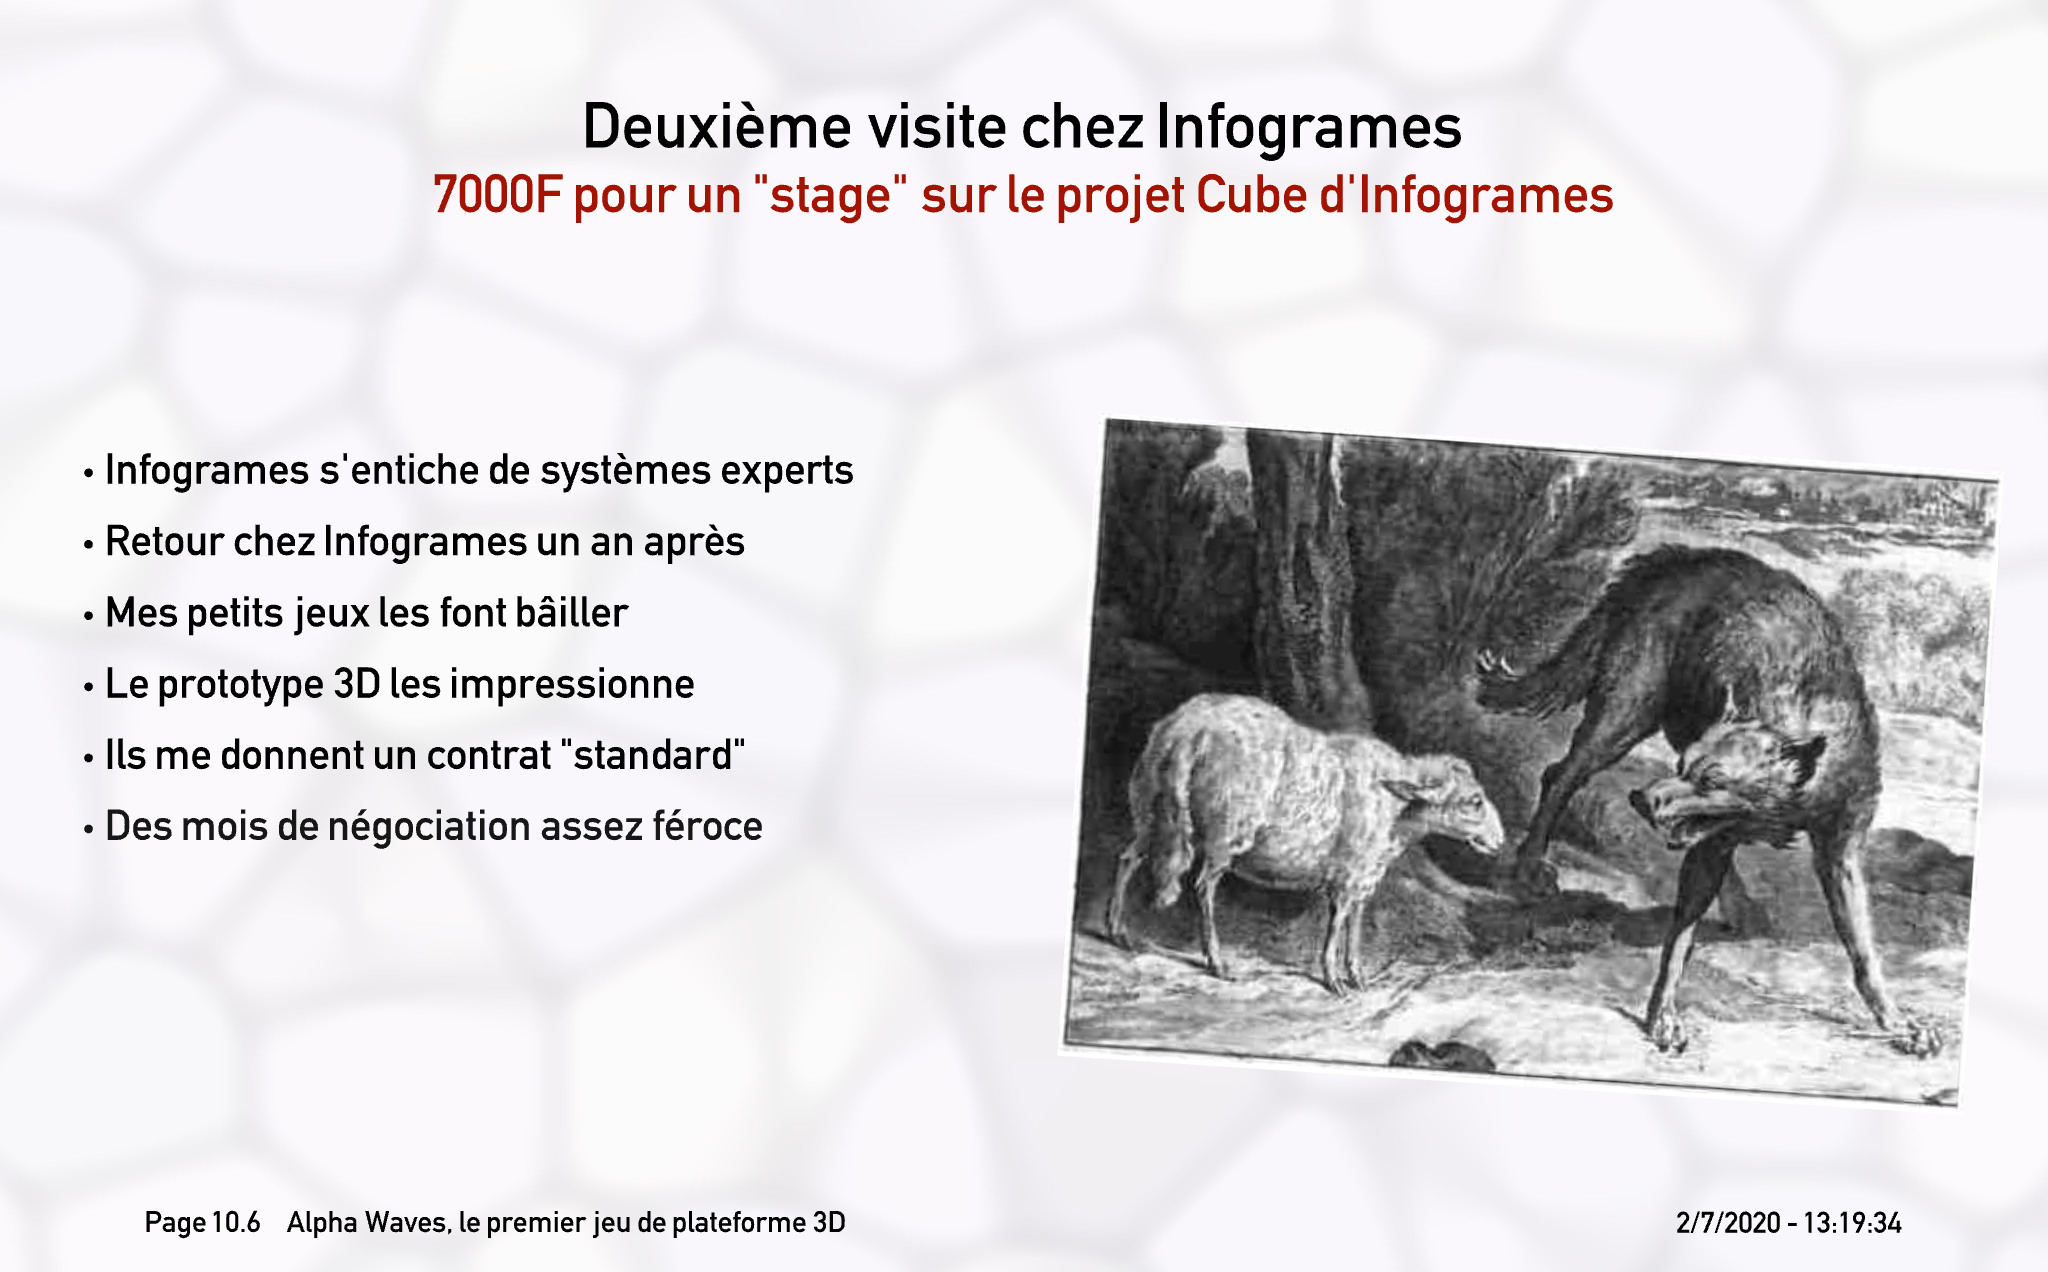 Deuxième visite chez Infogrames
7000F pour un "stage" sur le projet Cube d'Infogrames
• Infogrames s'entiche de systèmes experts
• Retour chez Infogrames un an après
• Mes petits jeux les font bâiller
• Le prototype 3D les impressionne
• Ils me donnent un contrat "standard"
• Des mois de négociation assez féroce
Page 10.6 Alpha Waves, le premier jeu de plateforme 3D
2/7/2020 - 13:19:34